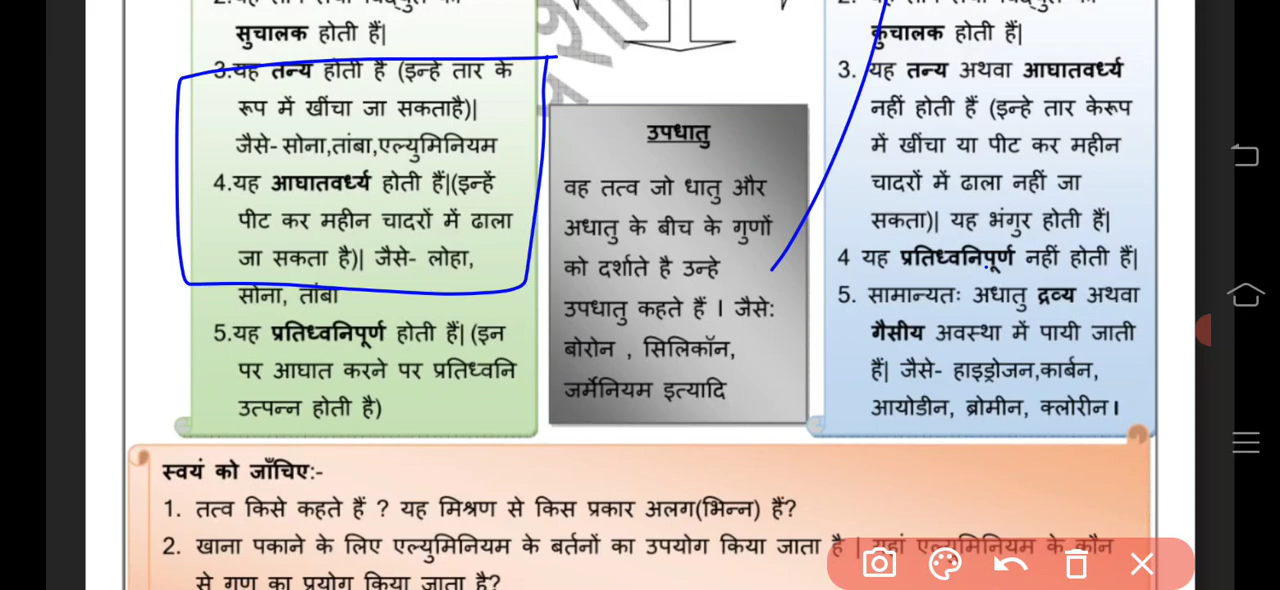 सुचालक होती हैं|
3.यह तन्य होती हैं (इन्हे तार के
रूप में खींचा जा सकताहै)|
जैसे- सोना,तांबा,एल्युमिनियम
4.यह आघातवर्ध्य होती हैं|(इन्हें
पीट कर महीन चादरों में ढाला
जा सकता है)| जैसे- लोहा,
सोना, तांबा
5.यह प्रतिध्वनिपूर्ण होती हैं| (इन
पर आघात करने पर प्रतिध्वनि
उत्पन्न होती है)
उपधातु
वह तत्व जो धातु और
अधातु के बीच के गुणों
को दर्शाते है उन्हे
उपधातु कहते हैं । जैसे:
बोरोन , सिलिकॉन,
जर्मेनियम इत्यादि
कुचालक होती हैं|
3. यह तन्य अथवा आघातवर्ध्य
नहीं होती हैं (इन्हे तार केरूप
में खींचा या पीट कर महीन
चादरों में ढाला नहीं जा
सकता)| यह भंगुर होती हैं|
4 यह प्रतिध्वनिपूर्ण नहीं होती हैं|
5. सामान्यतः अधातु द्रव्य अथवा
गैसीय अवस्था में पायी जाती
हैं| जैसे- हाइड्रोजन,कार्बन,
आयोडीन, ब्रोमीन, क्लोरीन।
स्वयं को जाँचिए:-
1. तत्व किसे कहते हैं ? यह मिश्रण से किस प्रकार अलग(भिन्न) हैं?
2. खाना पकाने के लिए एल्युमिनियम के बर्तनों का उपयोग किया जाता है | यहां एल्युमिनियम के कौन
से गुण का प्रयोग किया जाता है?